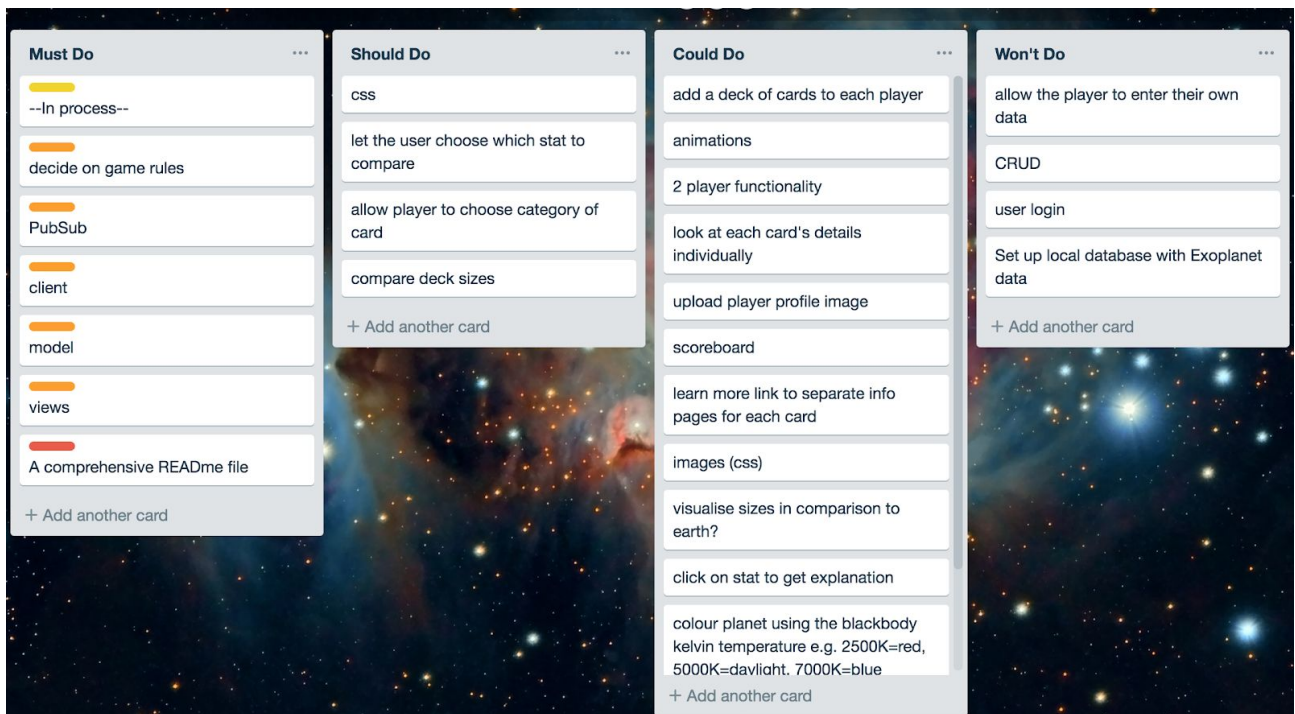 Must Do
--In process--
decide on game rules
PubSub
client
model
views
A comprehensive READme file
+ Add another card
Should Do
css
let the user choose which stat to
compare
allow player to choose category of
card
compare deck sizes
+ Add another card
Could Do
add a deck of cards to each player
animations
2 player functionality
look at each card's details
individually
upload player profile image
scoreboard
learn more link to separate info
pages for each card
images (css)
visualise sizes in comparison to
earth?
click on stat to get explanation
colour planet using the blackbody
kelvin temperature e.g. 2500K=red,
5000K=daylight, 7000K=blue
+ Add another card
Won't Do
allow the player to enter their own
data
CRUD
user login
Set up local database with Exoplanet
data
+ Add another card